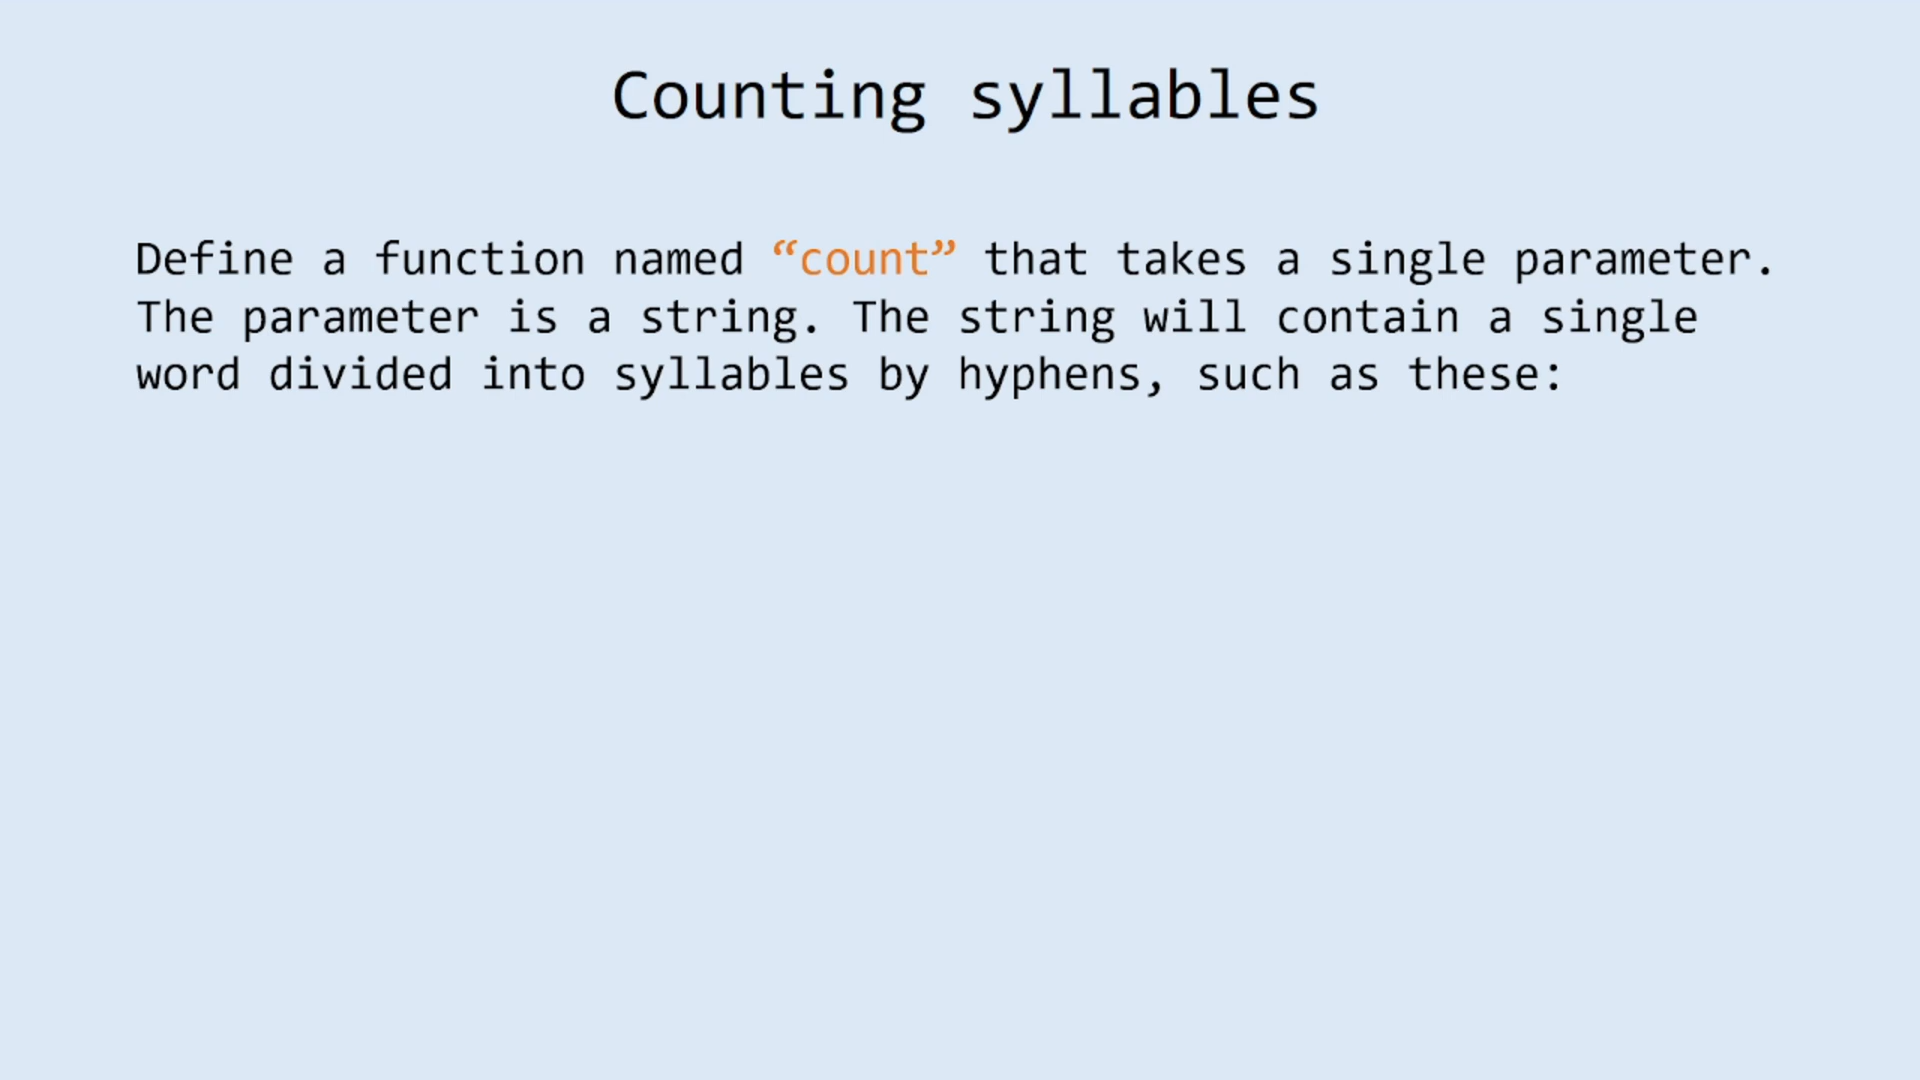 Counting syllables
Define a function named “count” that takes a single parameter.
The parameter is a string. The string will contain a single
word divided into syllables by hyphens, such as these: